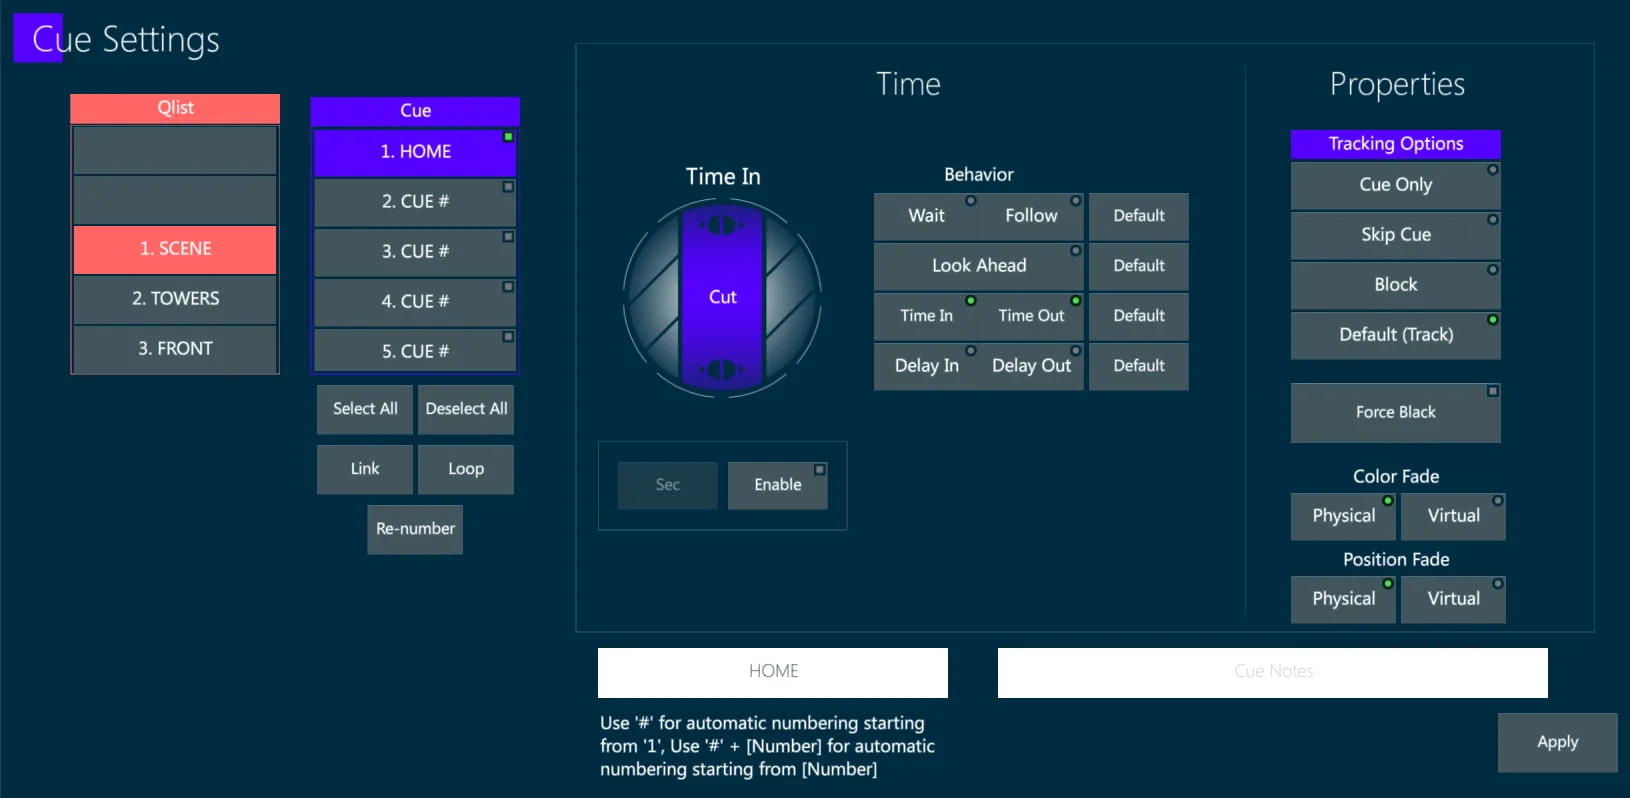 Cue Settings
Qlist
1. SCENE
2. TOWERS
3. FRONT
Cue
1. HOME
2. CUE #
3. CUE #
4. CUE #
5. CUE #
Select All
Deselect All
Link
Loop
Re-number
Time
Time In
Cut
Sec
Enable
Behavior
Wait
Follow
Default
Look Ahead
Default
Time In
Time Out
Default
Delay In
Delay Out
Default
Properties
Tracking Options
Cue Only
Skip Cue
Block
Default (Track)
Force Black
Color Fade
Physical
Virtual
Position Fade
Physical
Virtual
HOME
Cue Notes
Use '#' for automatic numbering starting
from '1', Use '#' + [Number] for automatic
numbering starting from [Number]
Apply